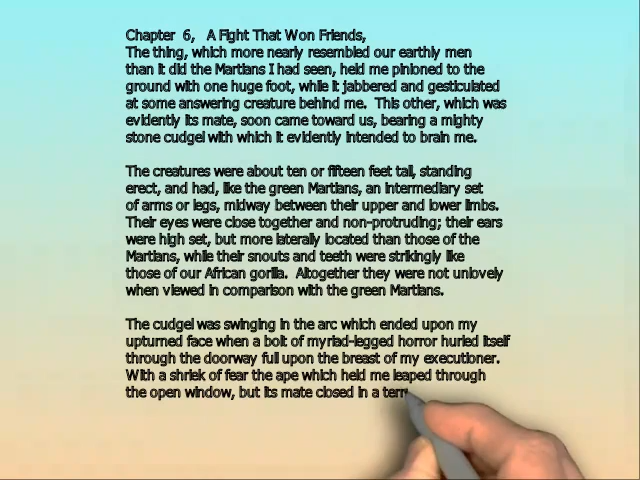 Chapter 6, A Fight That Won Friends,
The thing, which more nearly resembled our earthly men
than it did the Martians I had seen, held me pinioned to the
ground with one huge foot, while it jabbered and gesticulated
at some answering creature behind me. This other, which was
evidently its mate, soon came toward us, bearing a mighty
stone cudgel with which it evidently intended to brain me.
The creatures were about ten or fifteen feet tall, standing
erect, and had, like the green Martians, an intermediary set
of arms or legs, midway between their upper and lower limbs.
Their eyes were close together and non-protruding; their ears
were high set, but more laterally located than those of the
Martians, while their snouts and teeth were strikingly like
those of our African gorilla. Altogether they were not unlovely
when viewed in comparison with the green Martians.
The cudgel was swinging in the arc which ended upon my
upturned face when a bolt of myriad-legged horror hurled itself
through the doorway full upon the breast of my executioner.
With a shriek of fear the ape which held me leaped through
the open window, but its mate closed in a terr